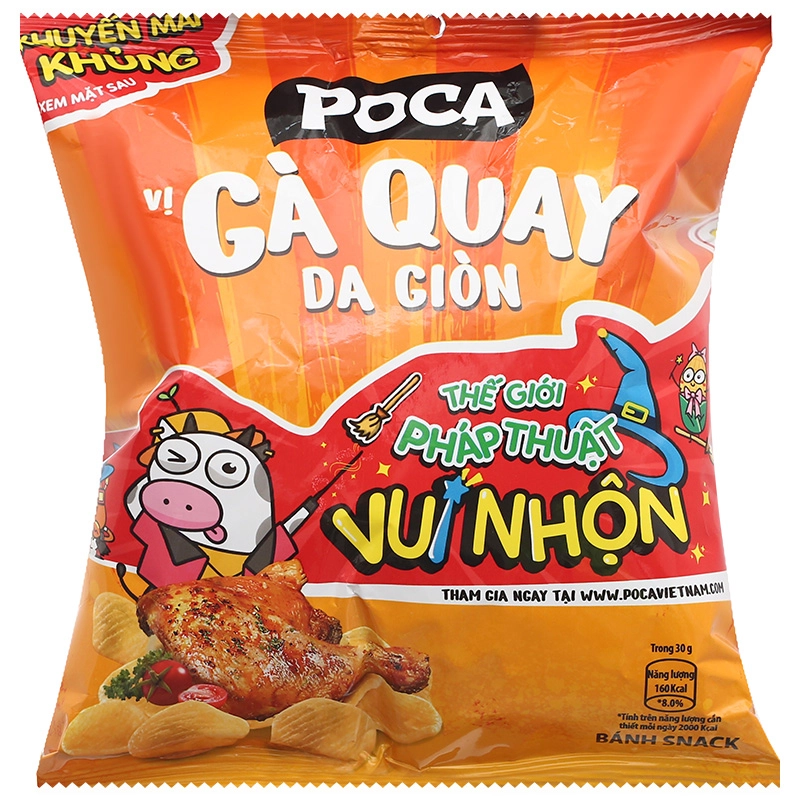 KHUYẾN MÃI
KHỦNG
XEM MẶT SAU
POCA
VỊ
GÀ QUAY
DA GIÒN
THẾ GIỚI
PHÁP THUẬT
VUI NHỘN
THAM GIA NGAY TẠI WWW.POCAVIETNAM.COM
Trong 30 g
Năng lượng
160 Kcal
*8.0%
*Tính trên năng lượng cần
thiết mỗi ngày 2000 Kcal
BÁNH SNACK